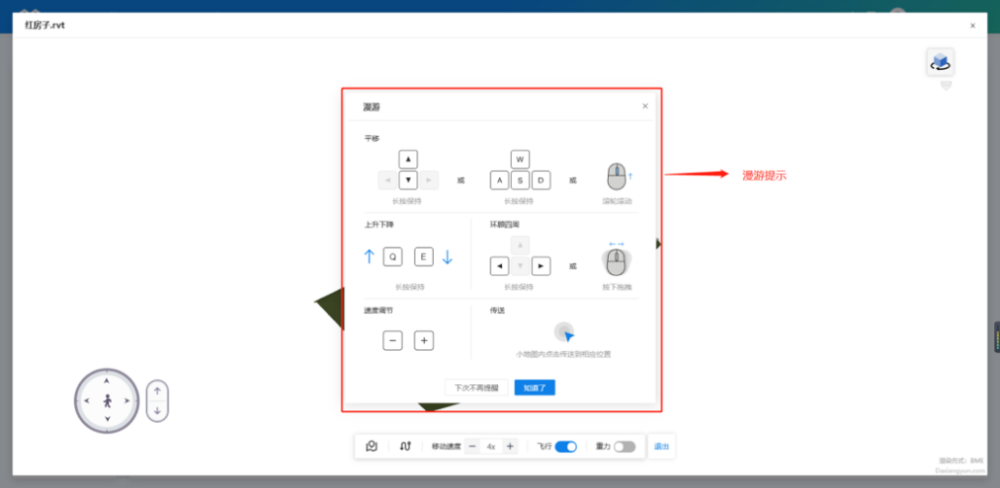 红房子.rvt
漫游
平移
W
或
A S D
或
长按保持
长按保持
滚轮滚动
漫游提示
上升下降
环顾四周
Q E
或
长按保持
长按保持
按下拖拽
速度调节
传送
小地图内点击传送到相应位置
下次不再提醒
知道了
移动速度 − 4x +
飞行
重力
退出
渲染方式：BME
Daxiangyun.com